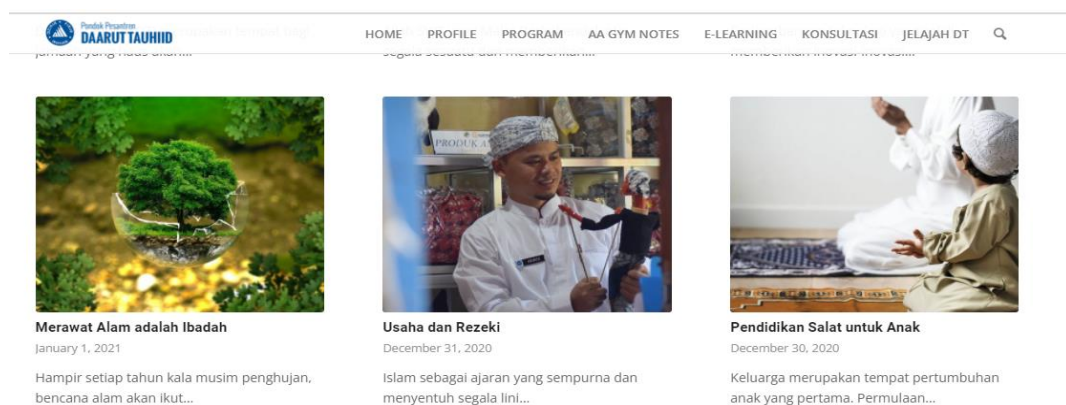 Pondok Pesantren
DAARUT TAUHIID
HOME PROFILE PROGRAM AA GYM NOTES E-LEARNING KONSULTASI JELAJAH DT
PRODUK
Merawat Alam adalah Ibadah
January 1, 2021
Hampir setiap tahun kala musim penghujan,
bencana alam akan ikut...
Usaha dan Rezeki
December 31, 2020
Islam sebagai ajaran yang sempurna dan
menyentuh segala lini...
Pendidikan Salat untuk Anak
December 30, 2020
Keluarga merupakan tempat pertumbuhan
anak yang pertama. Permulaan...